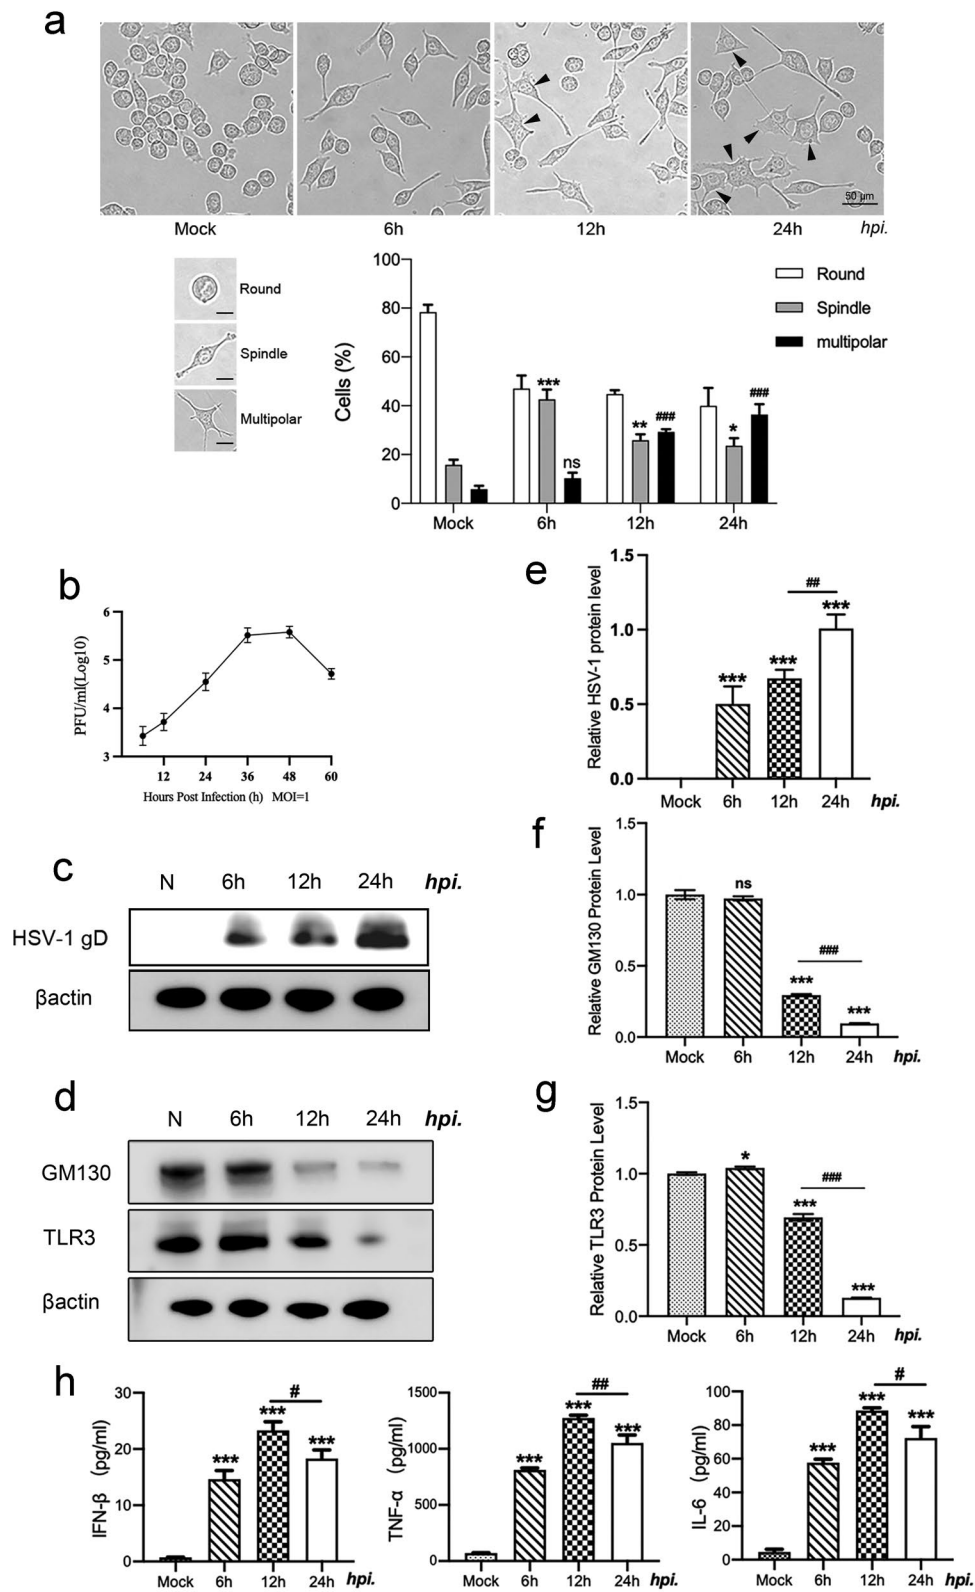 a
50 μm
Mock 6h 12h 24h hpi.
Round
Spindle
Multipolar
Cells (%)
100
80
60
40
20
0
Round
Spindle
multipolar
*** ns ** ### * ###
Mock 6h 12h 24h
b
PFU/ml(Log10)
6
5
4
3
12 24 36 48 60
Hours Post Infection (h) MOI=1
c
N 6h 12h 24h hpi.
HSV-1 gD
βactin
d
N 6h 12h 24h hpi.
GM130
TLR3
βactin
e
Relative HSV-1 protein level
1.5
1.0
0.5
0.0
##
*** *** ***
Mock 6h 12h 24h hpi.
f
Relative GM130 Protein Level
1.5
1.0
0.5
0.0
ns
###
*** ***
Mock 6h 12h 24h hpi.
g
Relative TLR3 Protein Level
1.5
1.0
0.5
0.0
*
###
*** ***
Mock 6h 12h 24h hpi.
h
IFN-β (pg/ml)
30
20
10
0
#
*** *** ***
Mock 6h 12h 24h hpi.
TNF-α (pg/ml)
1500
1000
500
0
##
*** *** ***
Mock 6h 12h 24h hpi.
IL-6 (pg/ml)
100
80
60
40
20
0
#
*** *** ***
Mock 6h 12h 24h hpi.